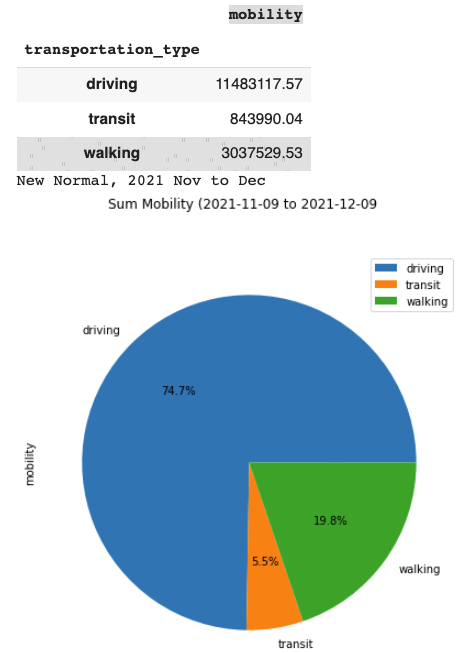 mobility
transportation_type
driving 11483117.57
transit 843990.04
walking 3037529.53
New Normal, 2021 Nov to Dec
Sum Mobility (2021-11-09 to 2021-12-09
driving
transit
walking
driving
74.7%
mobility
19.8%
5.5%
walking
transit